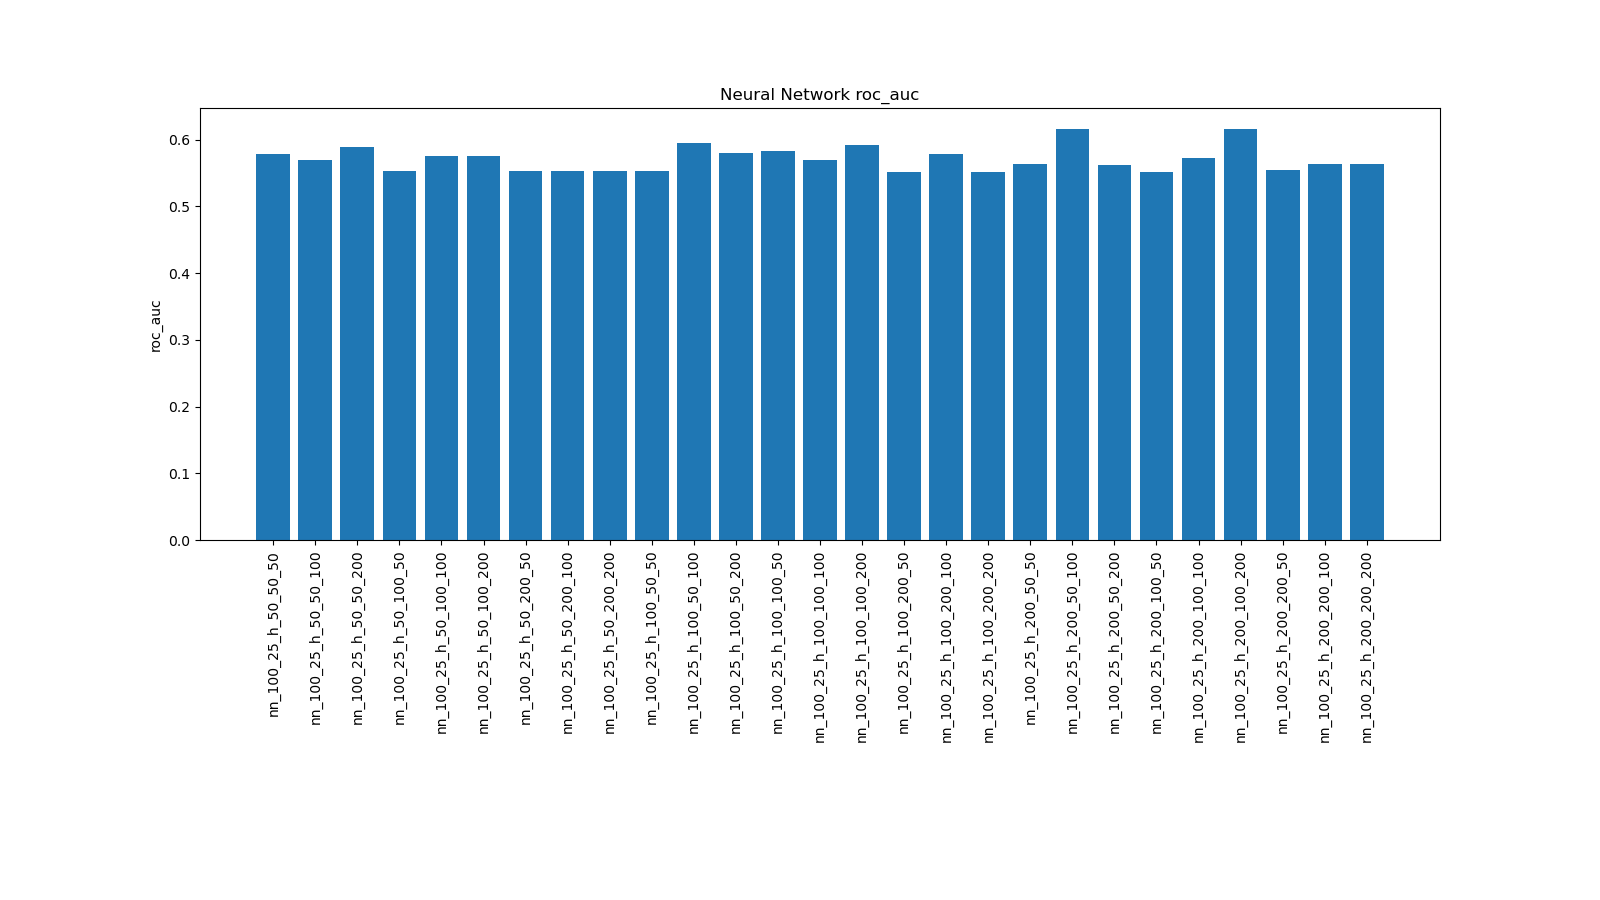 Neural Network roc_auc
roc_auc
0.6
0.5
0.4
0.3
0.2
0.1
0.0
nn_100_25_h_50_50_50
nn_100_25_h_50_50_100
nn_100_25_h_50_50_200
nn_100_25_h_50_100_50
nn_100_25_h_50_100_100
nn_100_25_h_50_100_200
nn_100_25_h_50_200_50
nn_100_25_h_50_200_100
nn_100_25_h_50_200_200
nn_100_25_h_100_50_50
nn_100_25_h_100_50_100
nn_100_25_h_100_50_200
nn_100_25_h_100_100_50
nn_100_25_h_100_100_100
nn_100_25_h_100_100_200
nn_100_25_h_100_200_50
nn_100_25_h_100_200_100
nn_100_25_h_100_200_200
nn_100_25_h_200_50_50
nn_100_25_h_200_50_100
nn_100_25_h_200_50_200
nn_100_25_h_200_100_50
nn_100_25_h_200_100_100
nn_100_25_h_200_100_200
nn_100_25_h_200_200_50
nn_100_25_h_200_200_100
nn_100_25_h_200_200_200